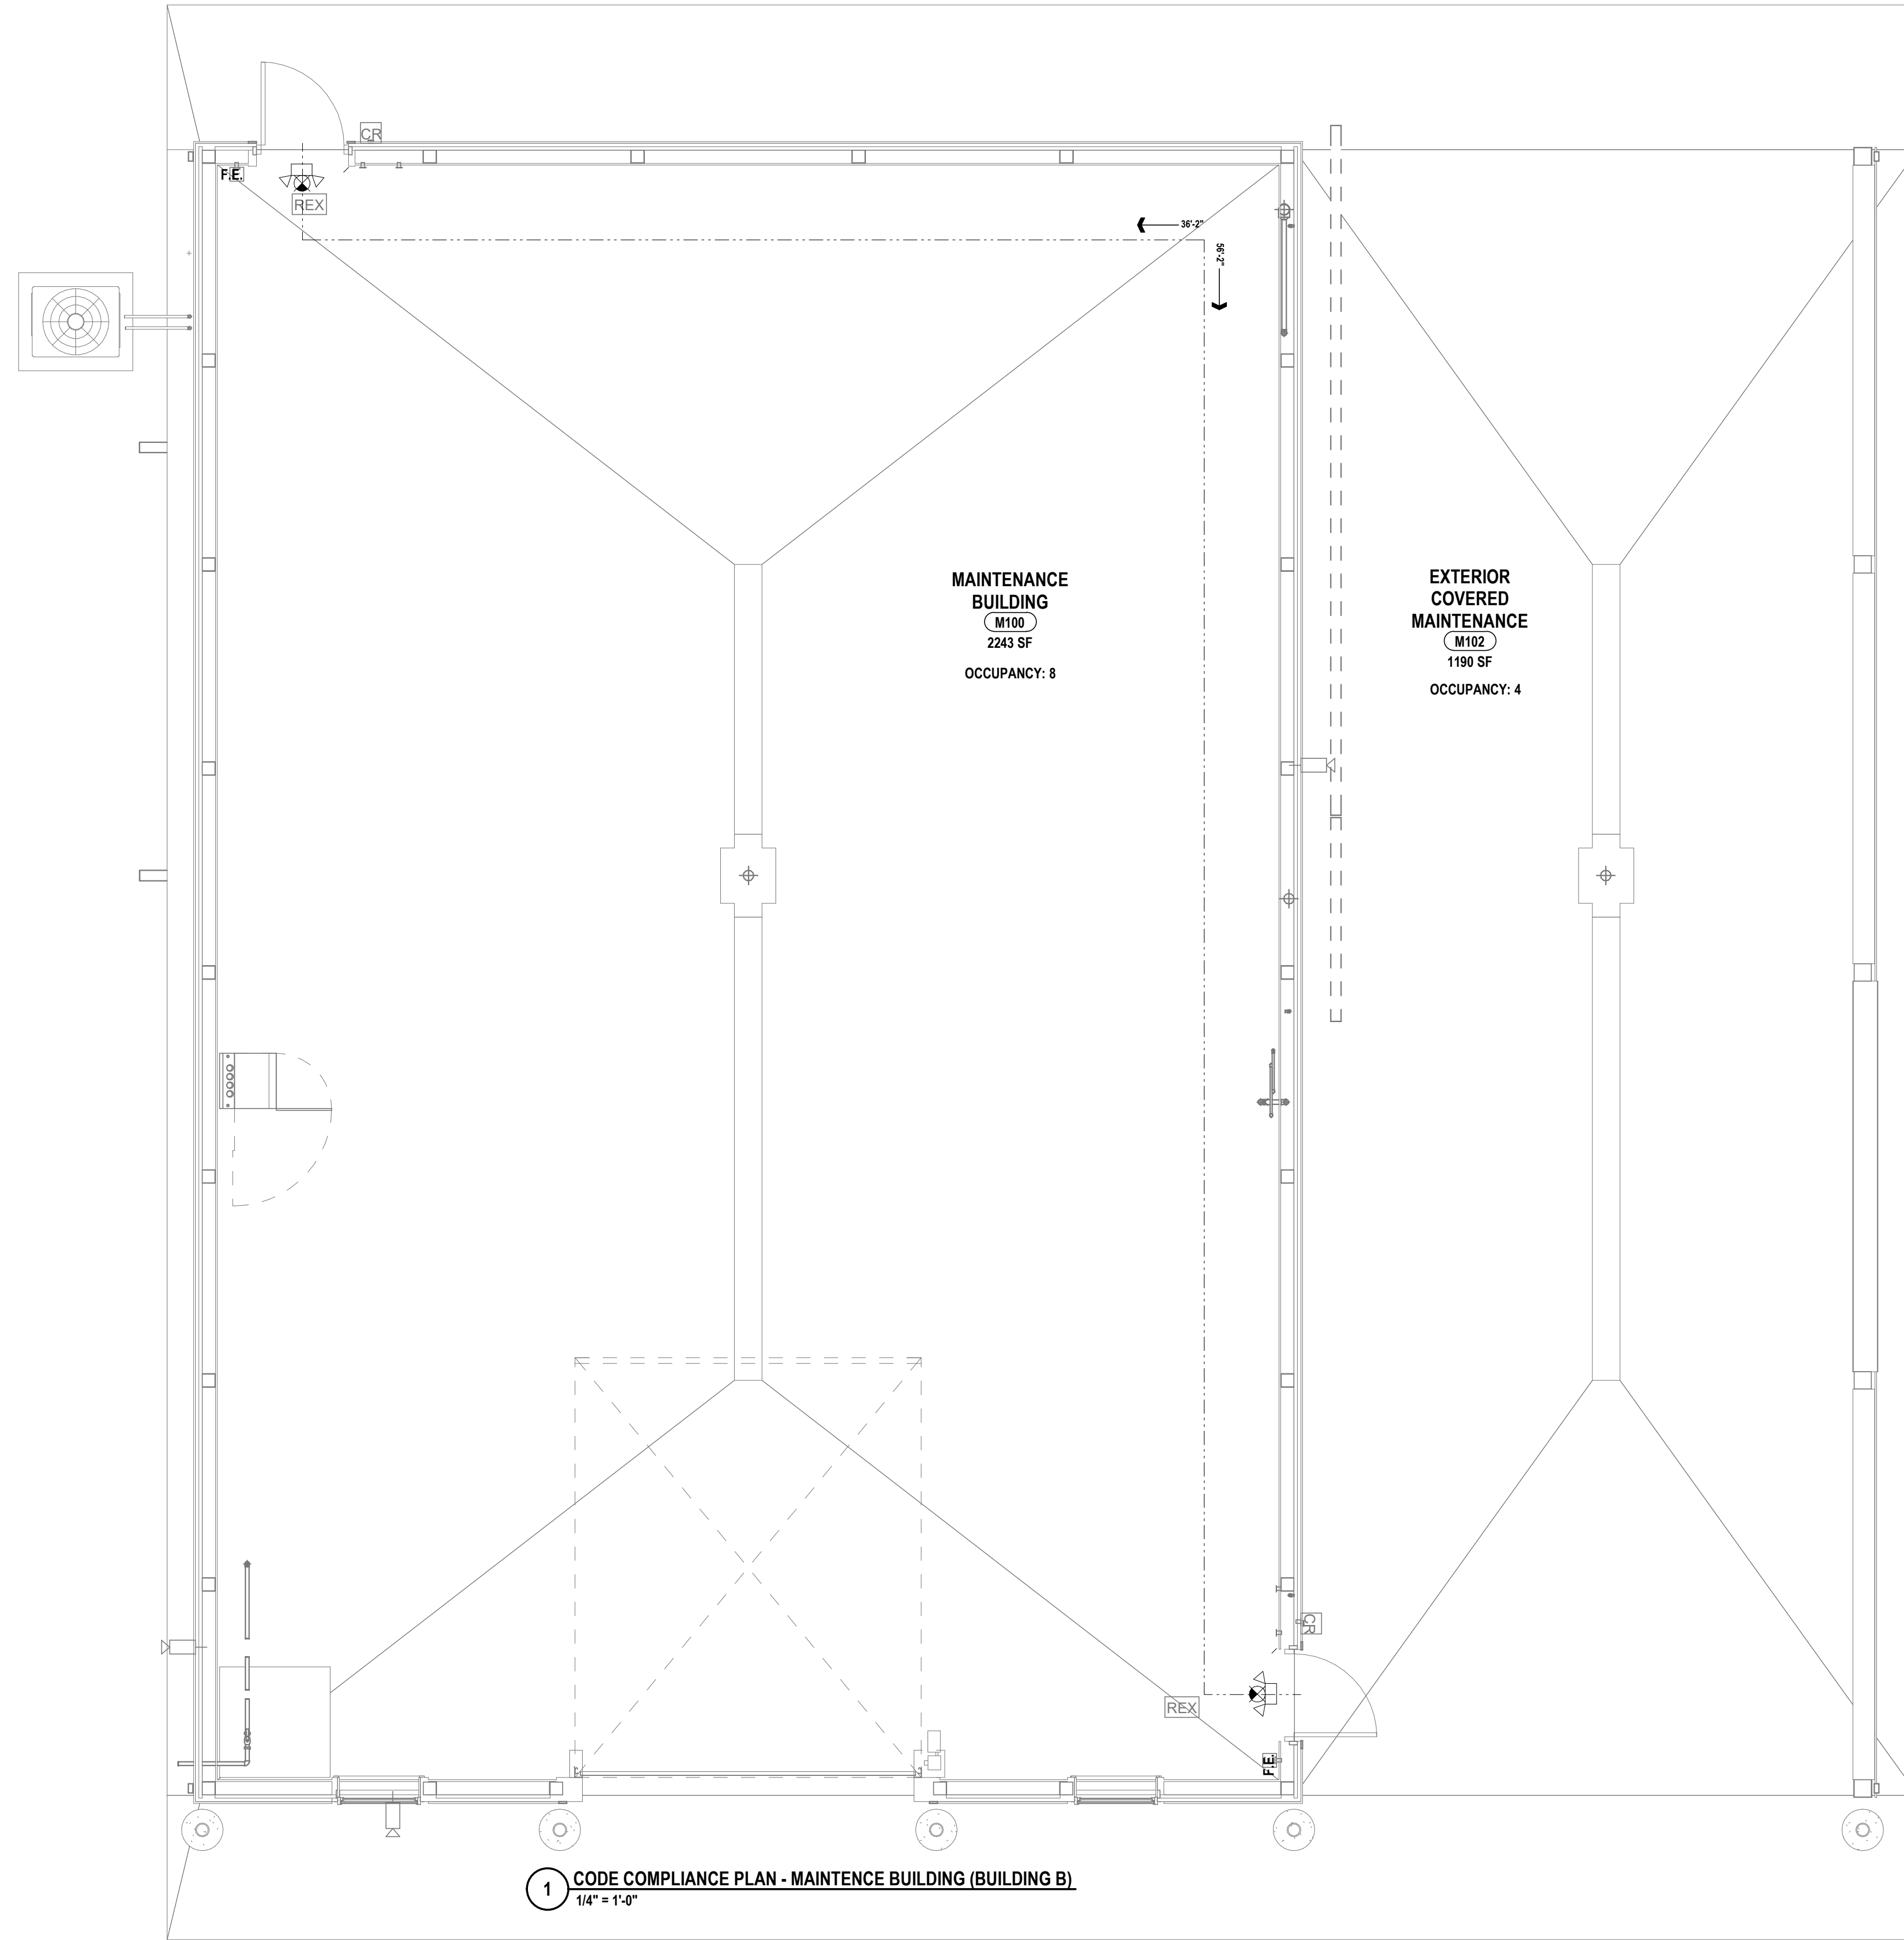 CR
F.E.
REX
36'-2"
56'-2"
MAINTENANCE
BUILDING
M100
2243 SF
OCCUPANCY: 8
EXTERIOR
COVERED
MAINTENANCE
M102
1190 SF
OCCUPANCY: 4
CR
REX
F.E.
1
CODE COMPLIANCE PLAN - MAINTENCE BUILDING (BUILDING B)
1/4" = 1'-0"